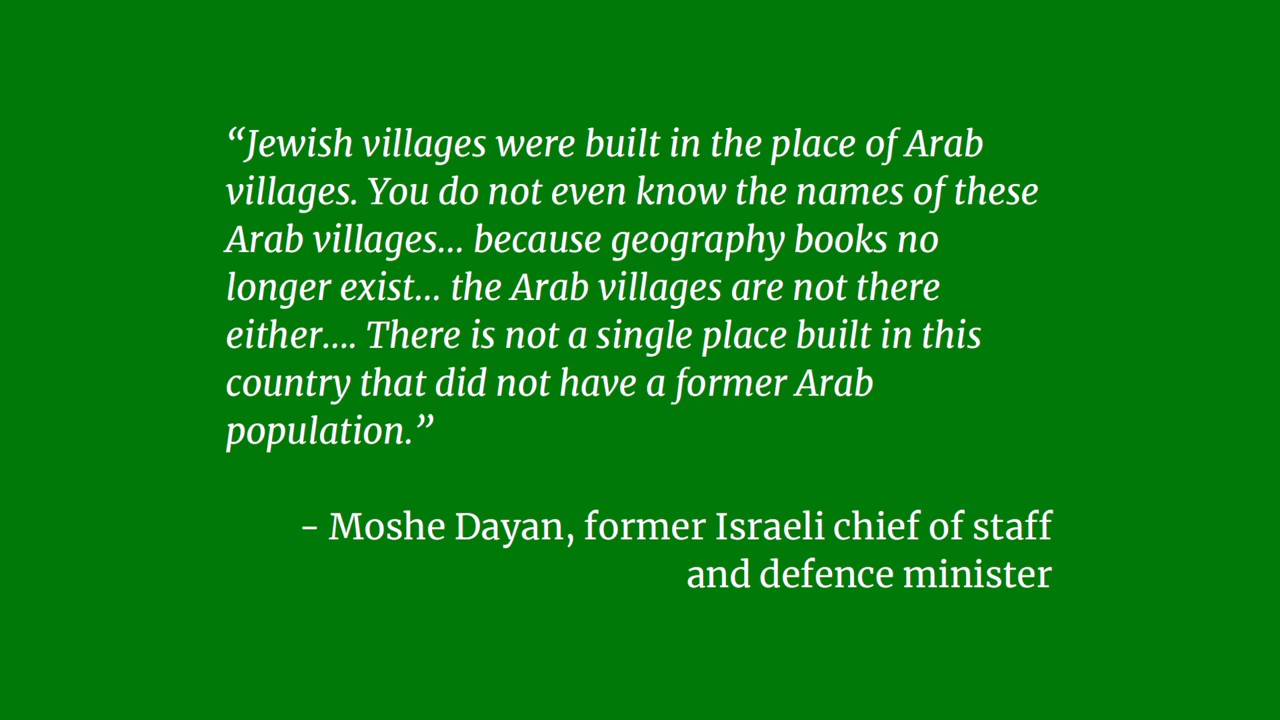 “Jewish villages were built in the place of Arab
villages. You do not even know the names of these
Arab villages... because geography books no
longer exist... the Arab villages are not there
either.... There is not a single place built in this
country that did not have a former Arab
population.”
– Moshe Dayan, former Israeli chief of staff
and defence minister